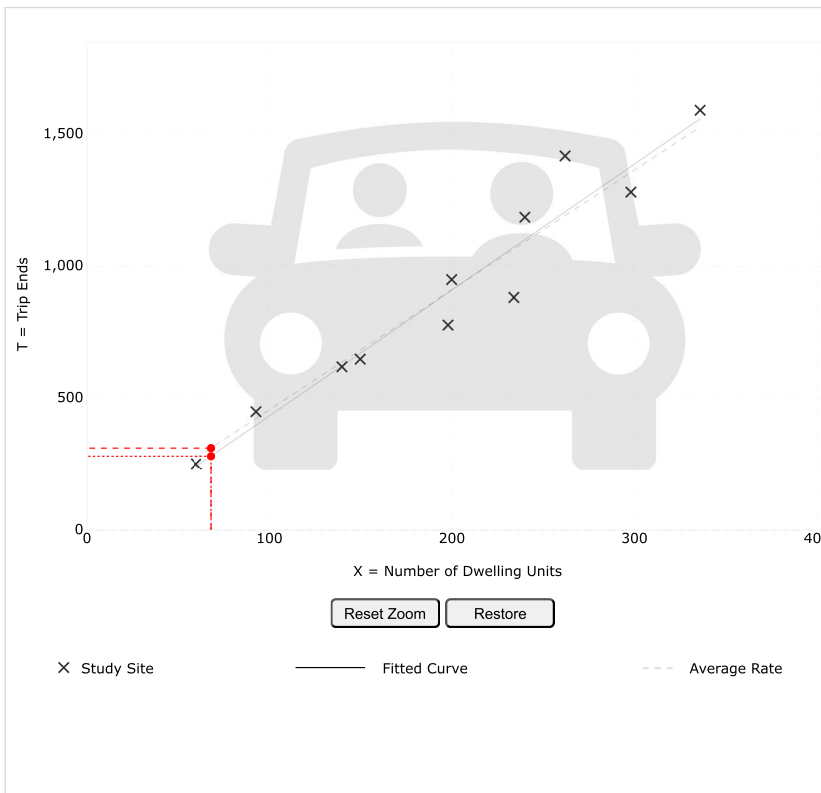 1,500
1,000
500
0
T = Trip Ends
0 100 200 300 40
X = Number of Dwelling Units
Reset Zoom Restore
Study Site Fitted Curve Average Rate